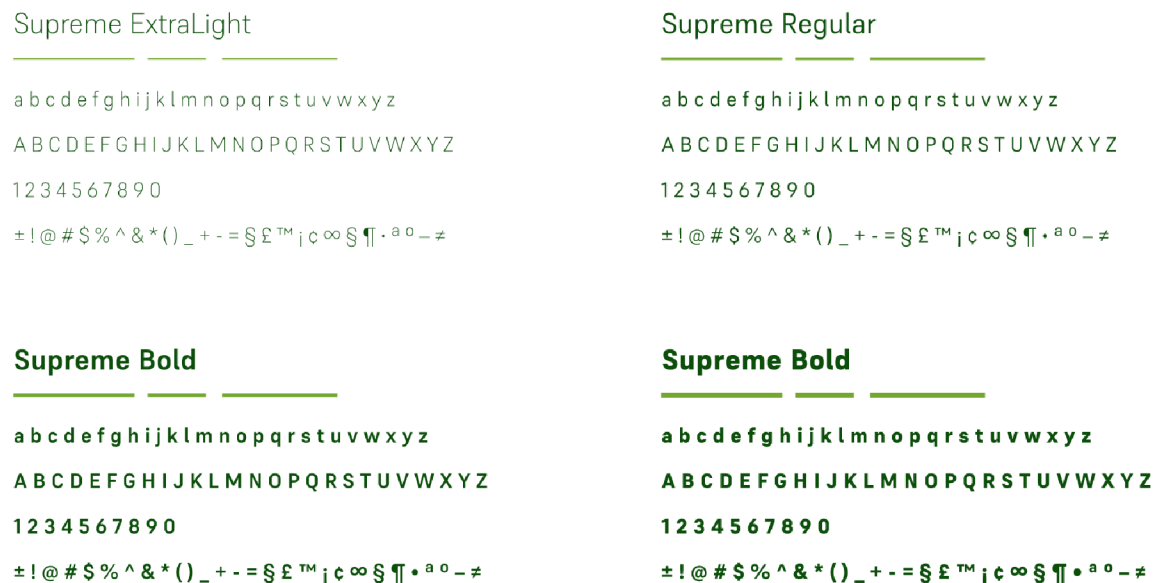 Supreme ExtraLight
a b c d e f g h i j k l m n o p q r s t u v w x y z
A B C D E F G H I J K L M N O P Q R S T U V W X Y Z
1 2 3 4 5 6 7 8 9 0
± ! @ # $ % ^ & * ( ) _ + - = § £ ™ ¡ ¢ ∞ § ¶ • ª º – ≠
Supreme Regular
a b c d e f g h i j k l m n o p q r s t u v w x y z
A B C D E F G H I J K L M N O P Q R S T U V W X Y Z
1 2 3 4 5 6 7 8 9 0
± ! @ # $ % ^ & * ( ) _ + - = § £ ™ ¡ ¢ ∞ § ¶ • ª º – ≠
Supreme Bold
a b c d e f g h i j k l m n o p q r s t u v w x y z
A B C D E F G H I J K L M N O P Q R S T U V W X Y Z
1 2 3 4 5 6 7 8 9 0
± ! @ # $ % ^ & * ( ) _ + - = § £ ™ ¡ ¢ ∞ § ¶ • ª º – ≠
Supreme Bold
a b c d e f g h i j k l m n o p q r s t u v w x y z
A B C D E F G H I J K L M N O P Q R S T U V W X Y Z
1 2 3 4 5 6 7 8 9 0
± ! @ # $ % ^ & * ( ) _ + - = § £ ™ ¡ ¢ ∞ § ¶ • ª º – ≠